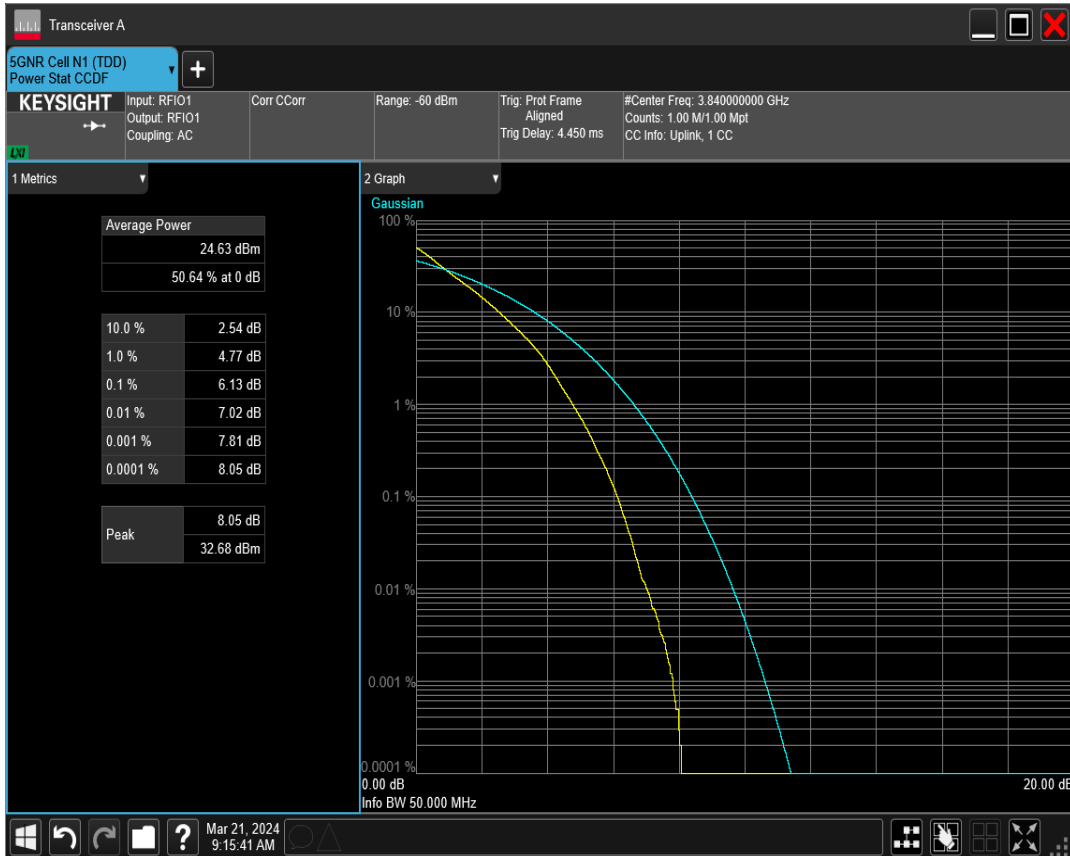 Transceiver A
5GNR Cell N1 (TDD)
Power Stat CCDF
+
KEYSIGHT
LXI
Input: RFIO1
Output: RFIO1
Coupling: AC
Corr CCorr
Range: -60 dBm
Trig: Prot Frame
Aligned
Trig Delay: 4.450 ms
#Center Freq: 3.840000000 GHz
Counts: 1.00 M/1.00 Mpt
CC Info: Uplink, 1 CC
1 Metrics
Average Power
24.63 dBm
50.64 % at 0 dB
10.0 % 2.54 dB
1.0 % 4.77 dB
0.1 % 6.13 dB
0.01 % 7.02 dB
0.001 % 7.81 dB
0.0001 % 8.05 dB
Peak
8.05 dB
32.68 dBm
2 Graph
Gaussian
100 %
10 %
1 %
0.1 %
0.01 %
0.001 %
0.0001 %
0.00 dB 20.00 dB
Info BW 50.000 MHz
?
Mar 21, 2024
9:15:41 AM